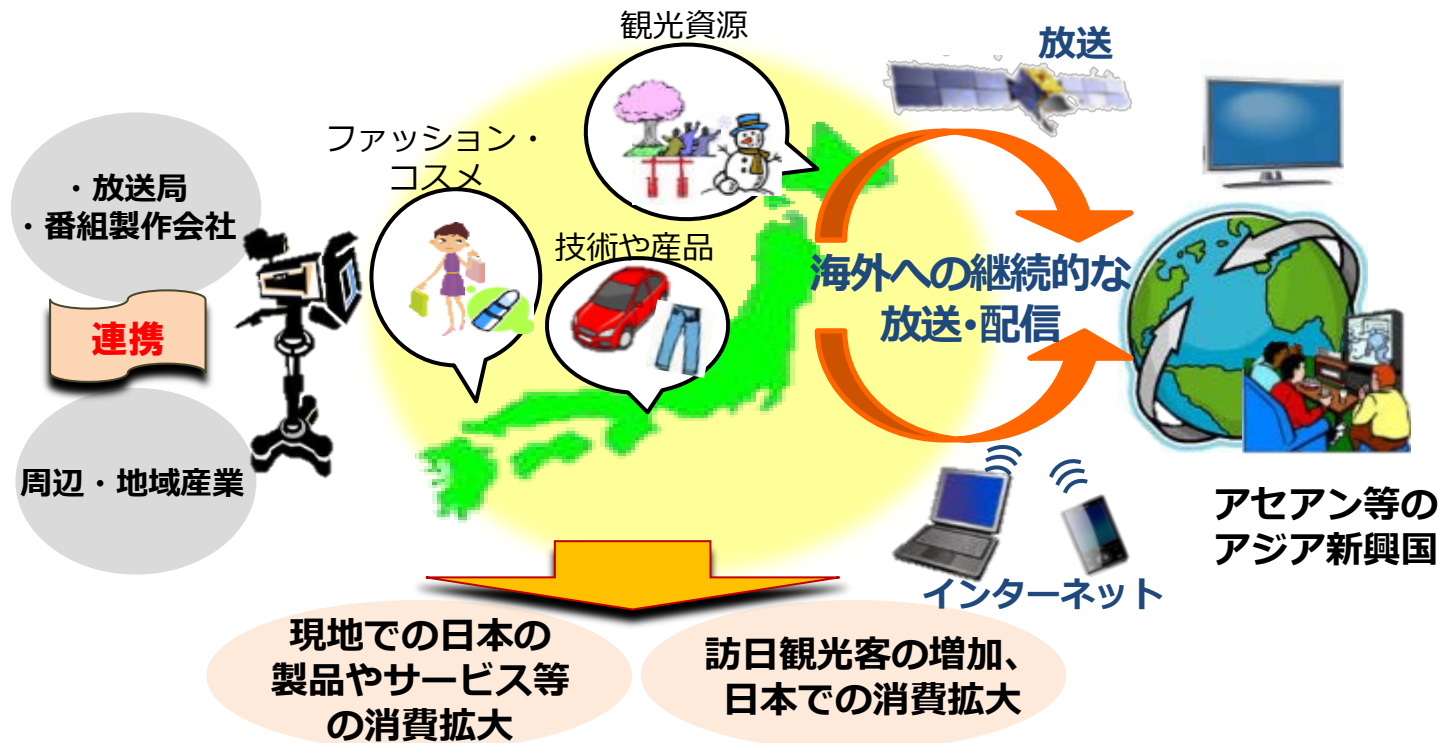 観光資源
放送
ファッション・
コスメ
・放送局
・番組製作会社
技術や産品
海外への継続的な
放送・配信
連携
周辺・地域産業
アセアン等の
アジア新興国
インターネット
現地での日本の
製品やサービス等
の消費拡大
訪日観光客の増加、
日本での消費拡大